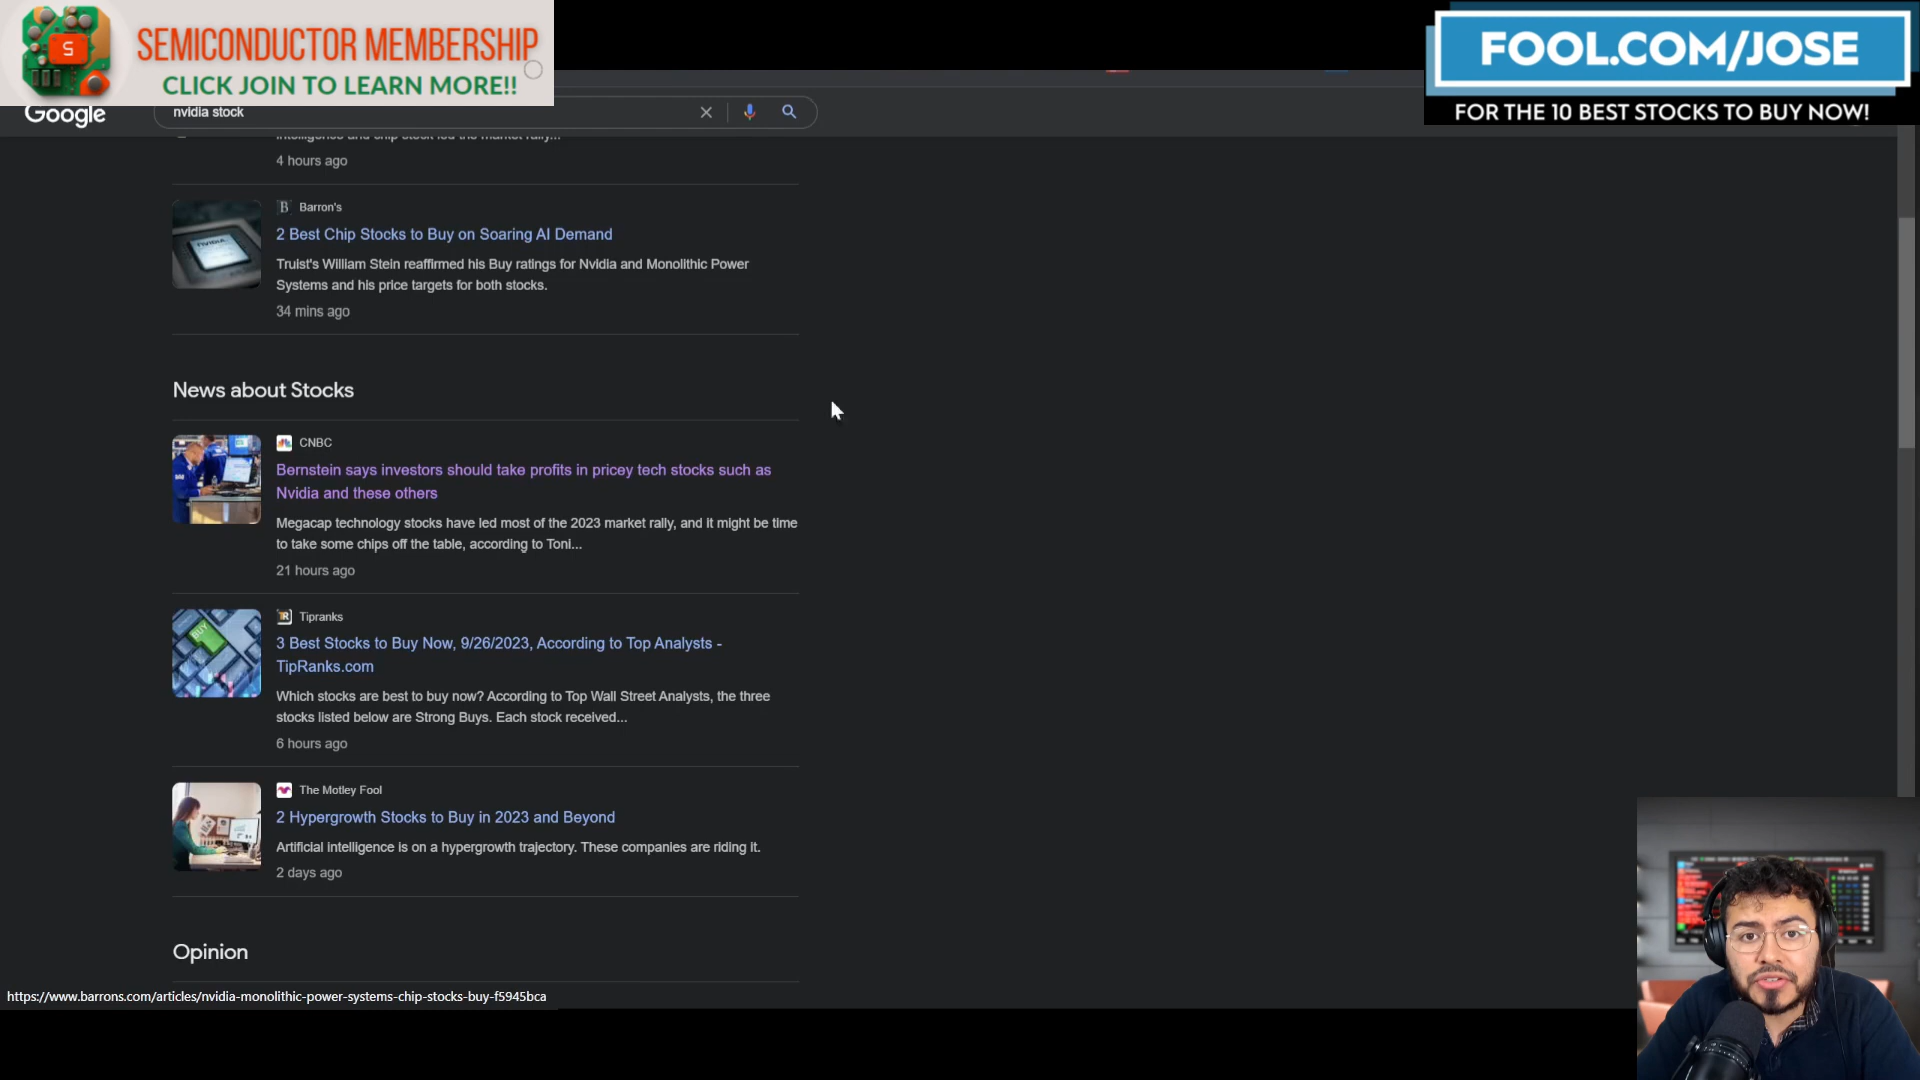 S
SEMICONDUCTOR MEMBERSHIP
CLICK JOIN TO LEARN MORE!!
FOOL.COM/JOSE
FOR THE 10 BEST STOCKS TO BUY NOW!
Google
nvidia stock
intelligence and chip stock led the market rally...
4 hours ago
B Barron's
2 Best Chip Stocks to Buy on Soaring AI Demand
Truist's William Stein reaffirmed his Buy ratings for Nvidia and Monolithic Power
Systems and his price targets for both stocks.
34 mins ago
News about Stocks
CNBC
Bernstein says investors should take profits in pricey tech stocks such as
Nvidia and these others
Megacap technology stocks have led most of the 2023 market rally, and it might be time
to take some chips off the table, according to Toni...
21 hours ago
BUY
TR Tipranks
3 Best Stocks to Buy Now, 9/26/2023, According to Top Analysts -
TipRanks.com
Which stocks are best to buy now? According to Top Wall Street Analysts, the three
stocks listed below are Strong Buys. Each stock received...
6 hours ago
The Motley Fool
2 Hypergrowth Stocks to Buy in 2023 and Beyond
Artificial intelligence is on a hypergrowth trajectory. These companies are riding it.
2 days ago
Opinion
https://www.barrons.com/articles/nvidia-monolithic-power-systems-chip-stocks-buy-f5945bca